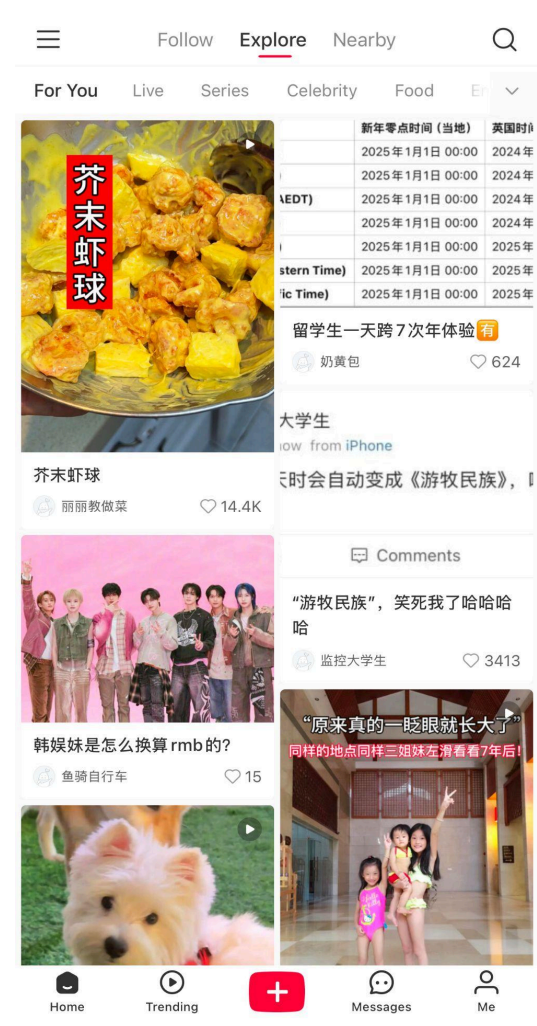 Follow Explore Nearby
For You Live Series Celebrity Food
芥末虾球
芥末虾球
丽丽教做菜 14.4K
新年零点时间 (当地) 英国时
2025年1月1日 00:00 2024年
2025年1月1日 00:00 2024年
AEDT) 2025年1月1日 00:00 2024年
2025年1月1日 00:00 2024年
2025年1月1日 00:00 2025年
stern Time) 2025年1月1日 00:00 2025年
fic Time) 2025年1月1日 00:00 2025年
留学生一天跨7次年体验🈶
奶黄包 624
大学生
now from iPhone
天时会自动变成《游牧民族》,
Comments
“游牧民族”,笑死我了哈哈哈
哈
监控大学生 3413
韩娱妹是怎么换算rmb的?
鱼骑自行车 15
“原来真的一眨眼就长大了”
同样的地点同样三姐妹左滑看看7年后!
Home Trending Messages Me